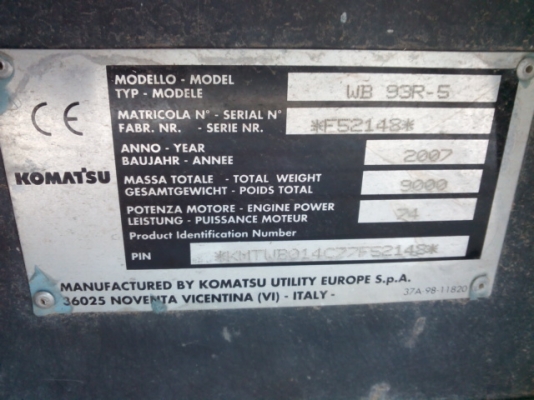 MODELLO - MODEL
TYP - MODELE
WB 93R-5
MATRICOLA N° - SERIAL N°
FABR. NR. - SERIE NR.
*F52148*
ANNO - YEAR
BAUJAHR - ANNEE
2007
CE
KOMATSU
MASSA TOTALE - TOTAL WEIGHT
GESAMTGEWICHT - POIDS TOTAL
9000
POTENZA MOTORE - ENGINE POWER
LEISTUNG - PUISSANCE MOTEUR
74
Product Identification Number
PIN
*KMTWB014C77F52148*
MANUFACTURED BY KOMATSU UTILITY EUROPE S.p.A.
36025 NOVENTA VICENTINA (VI) - ITALY -
37A-98-11820